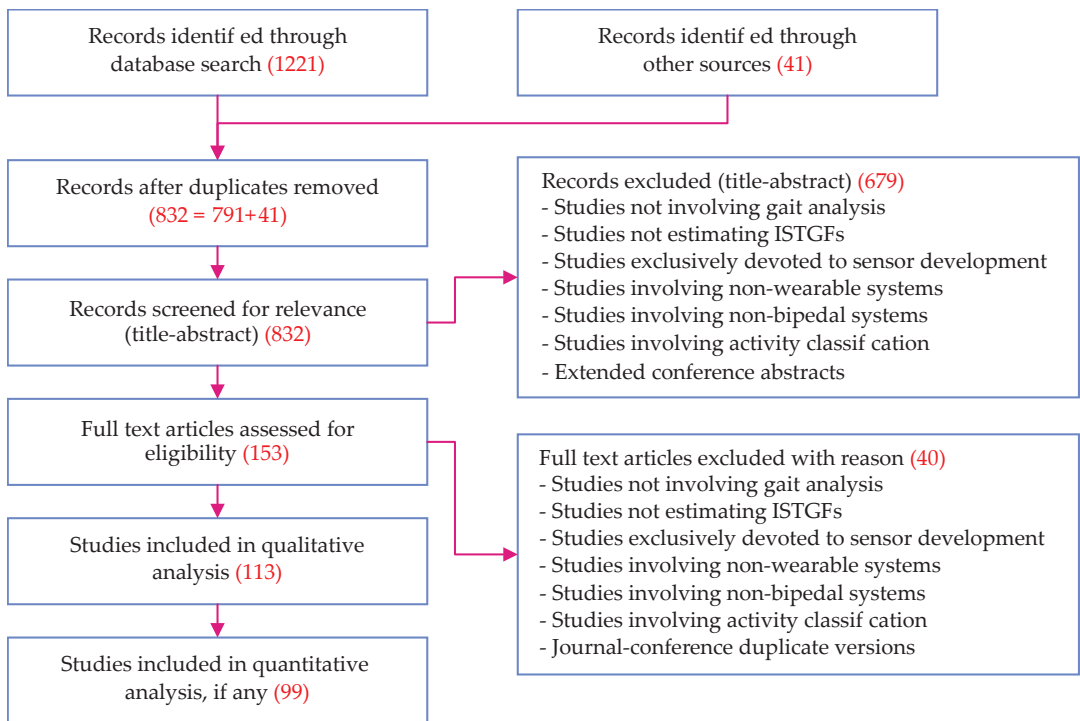 Records identif ed through
database search (1221)
Records identif ed through
other sources (41)
Records after duplicates removed
(832 = 791+41)
Records screened for relevance
(title-abstract) (832)
Records excluded (title-abstract) (679)
- Studies not involving gait analysis
- Studies not estimating ISTGFs
- Studies exclusively devoted to sensor development
- Studies involving non-wearable systems
- Studies involving non-bipedal systems
- Studies involving activity classif cation
- Extended conference abstracts
Full text articles assessed for
eligibility (153)
Full text articles excluded with reason (40)
- Studies not involving gait analysis
- Studies not estimating ISTGFs
- Studies exclusively devoted to sensor development
- Studies involving non-wearable systems
- Studies involving non-bipedal systems
- Studies involving activity classif cation
- Journal-conference duplicate versions
Studies included in qualitative
analysis (113)
Studies included in quantitative
analysis, if any (99)